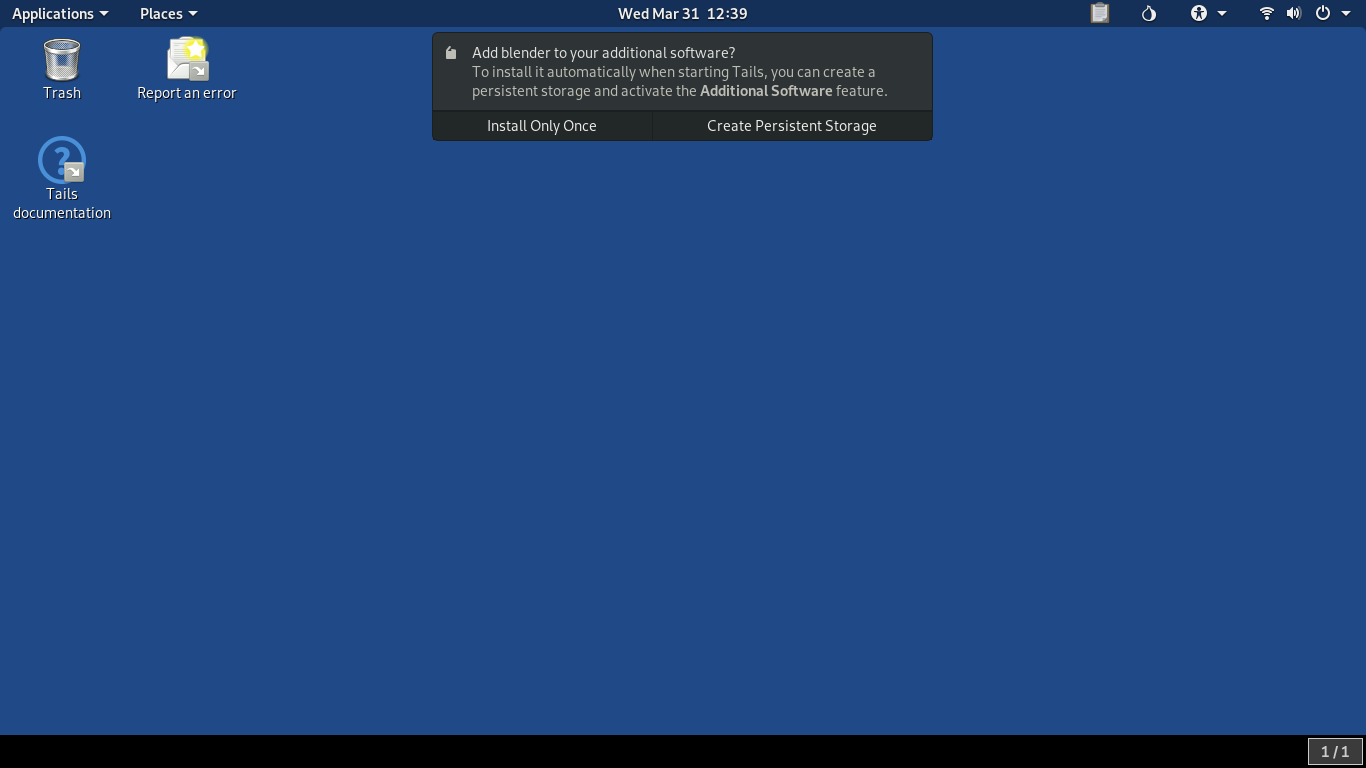 Applications Places Wed Mar 31 12:39
Trash
Report an error
Tails
documentation
Add blender to your additional software?
To install it automatically when starting Tails, you can create a
persistent storage and activate the Additional Software feature.
Install Only Once Create Persistent Storage
1 / 1